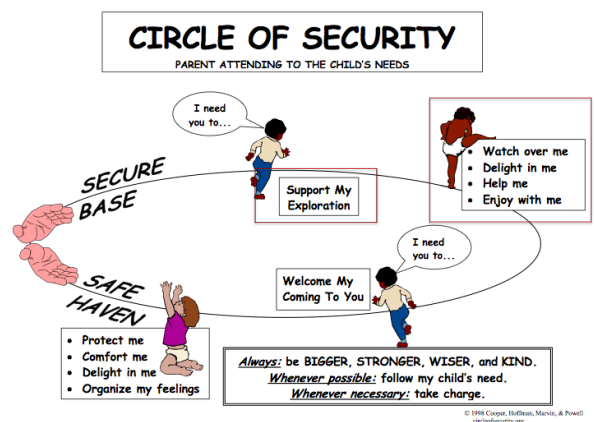 CIRCLE OF SECURITY
PARENT ATTENDING TO THE CHILD'S NEEDS
I need
you to...
SECURE
BASE
Support My
Exploration
• Watch over me
• Delight in me
• Help me
• Enjoy with me
I need
you to...
Welcome My
Coming To You
SAFE
HAVEN
• Protect me
• Comfort me
• Delight in me
• Organize my feelings
Always: be BIGGER, STRONGER, WISER, and KIND.
Whenever possible: follow my child's need.
Whenever necessary: take charge.
© 1998 Cooper, Hoffman, Marvin, & Powell
circleofsecurity.org